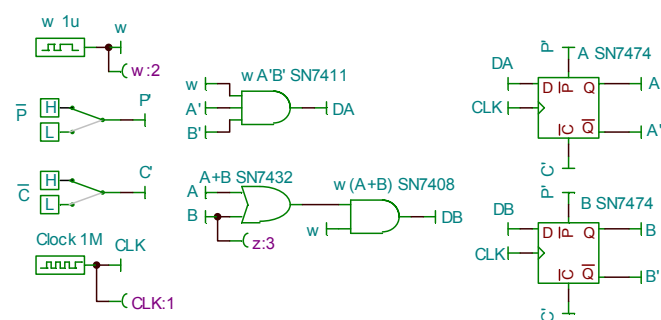 w 1u
w
w:2
P̅
H
L
P'
C̅
H
L
C'
Clock 1M
CLK
CLK:1
w A'B' SN7411
w
A'
B'
DA
A+B SN7432
A
B
z:3
w (A+B) SN7408
w
DB
P'
A SN7474
DA
CLK
D
P̅
Q
C̅
Q̅
A
A'
C'
P'
B SN7474
DB
CLK
D
P̅
Q
C̅
Q̅
B
B'
C'